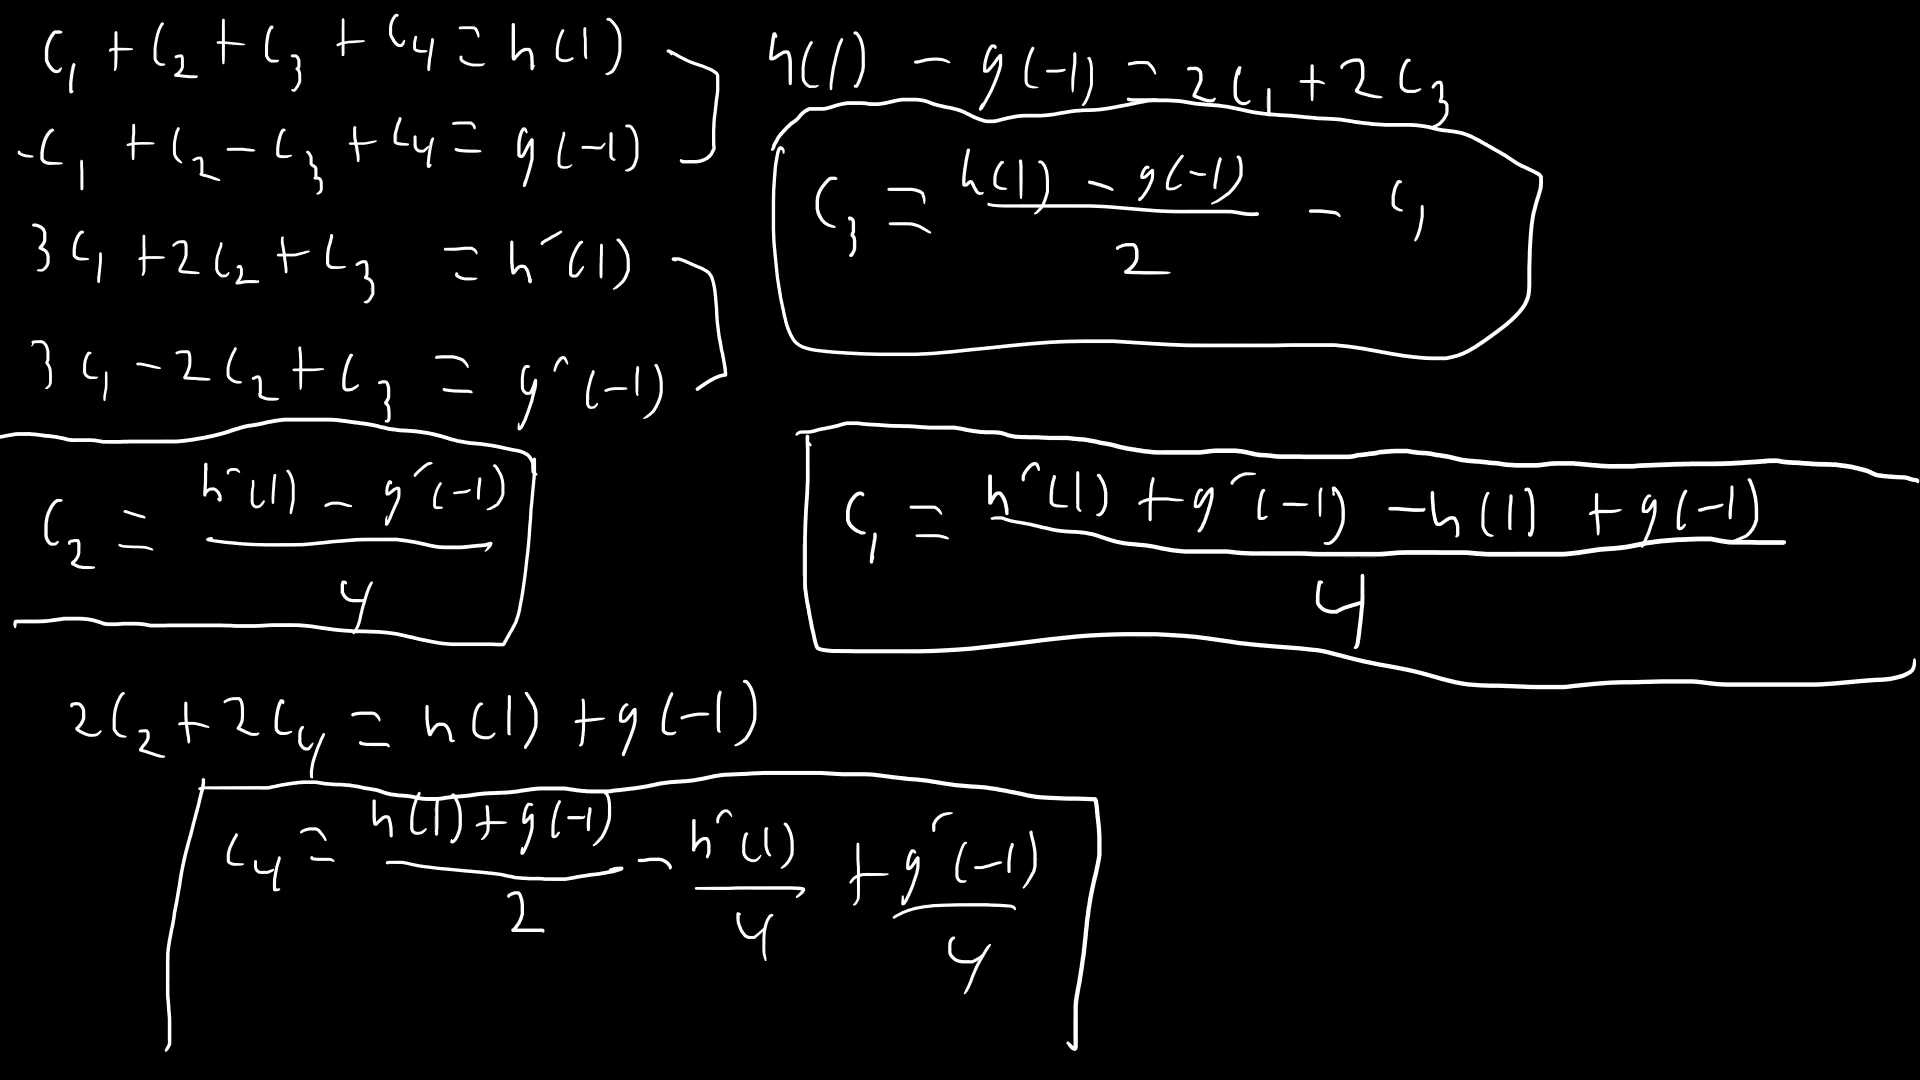 C₁ + C₂ + C₃ + C₄ = h(1)
-C₁ + C₂ - C₃ + C₄ = g(-1)
3C₁ + 2C₂ + C₃ = h´(1)
3C₁ - 2C₂ + C₃ = g´(-1)
C₂ = (h´(1) - g´(-1)) / 4
2C₂ + 2C₄ = h(1) + g(-1)
C₄ = (h(1) + g(-1)) / 2 - h´(1) / 4 + g´(-1) / 4
h(1) - g(-1) = 2C₁ + 2C₃
C₃ = (h(1) - g(-1)) / 2 - C₁
C₁ = (h´(1) + g´(-1) - h(1) + g(-1)) / 4